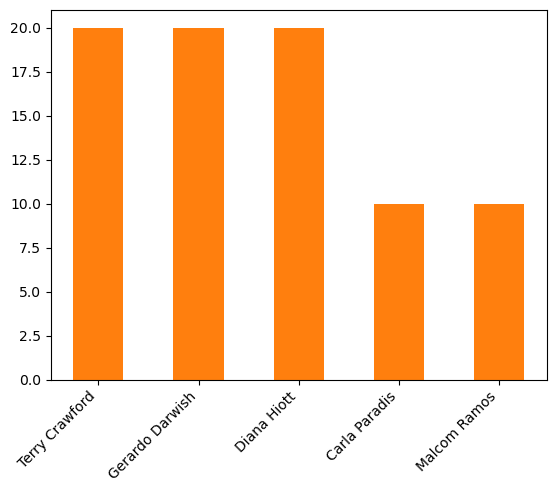 20.0
17.5
15.0
12.5
10.0
7.5
5.0
2.5
0.0
Terry Crawford
Gerardo Darwish
Diana Hiott
Carla Paradis
Malcom Ramos